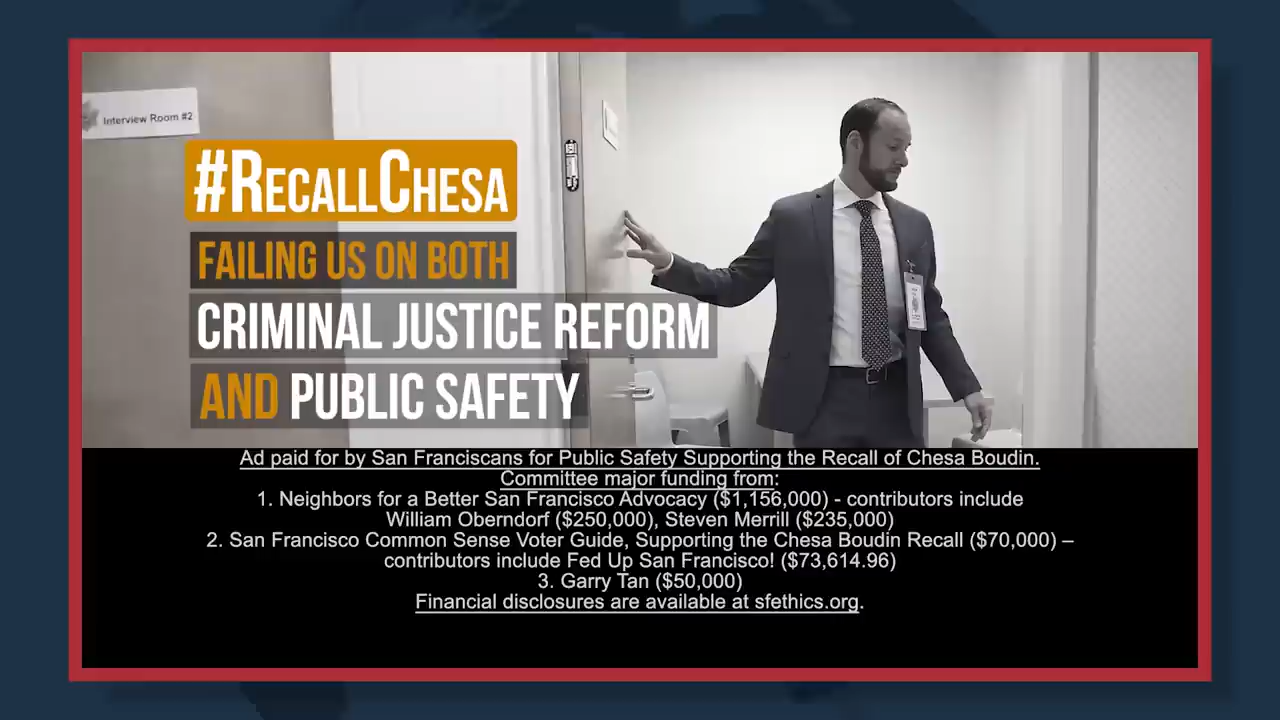 Interview Room #2
#RECALLCHESA
FAILING US ON BOTH
CRIMINAL JUSTICE REFORM
AND PUBLIC SAFETY
Ad paid for by San Franciscans for Public Safety Supporting the Recall of Chesa Boudin.
Committee major funding from:
1. Neighbors for a Better San Francisco Advocacy ($1,156,000) - contributors include
William Oberndorf ($250,000), Steven Merrill ($235,000)
2. San Francisco Common Sense Voter Guide, Supporting the Chesa Boudin Recall ($70,000) –
contributors include Fed Up San Francisco! ($73,614.96)
3. Garry Tan ($50,000)
Financial disclosures are available at sfethics.org.